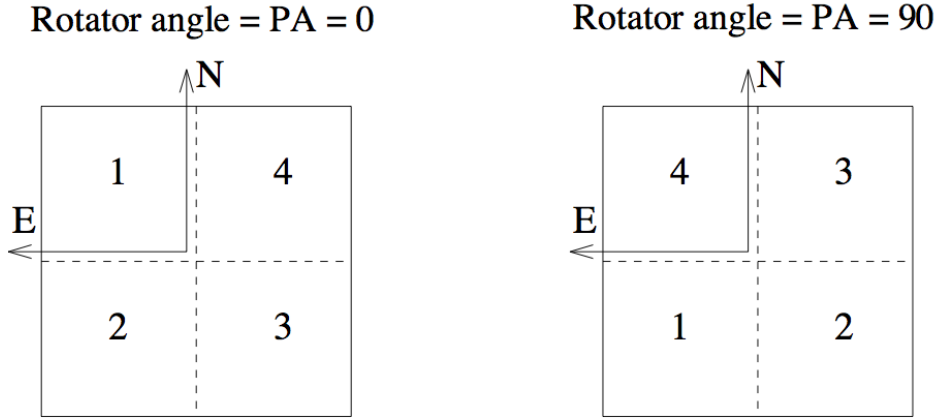 Rotator angle = PA = 0
N
1 4
E
2 3
Rotator angle = PA = 90
N
4 3
E
1 2